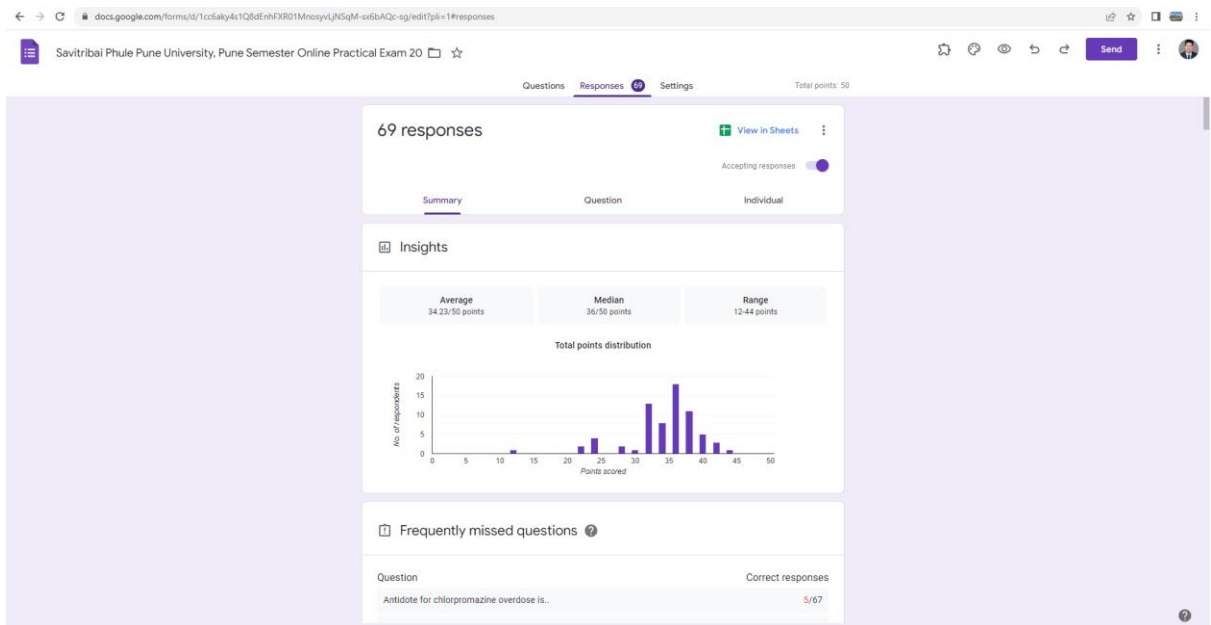 docs.google.com/forms/d/1cc6aky4s1Q8dEnhFXR01MnosyvLjNSqM-sx6bAQc-sg/edit?pli=1#responses
Savitribai Phule Pune University, Pune Semester Online Practical Exam 20
Send
Questions Responses 69 Settings Total points: 50
69 responses
View in Sheets
Accepting responses
Summary Question Individual
Insights
Average Median Range
34.23/50 points 36/50 points 12-44 points
Total points distribution
No. of respondents
20
15
10
5
0
0 5 10 15 20 25 30 35 40 45 50
Points scored
Frequently missed questions
Question Correct responses
Antidote for chlorpromazine overdose is.. 5/67